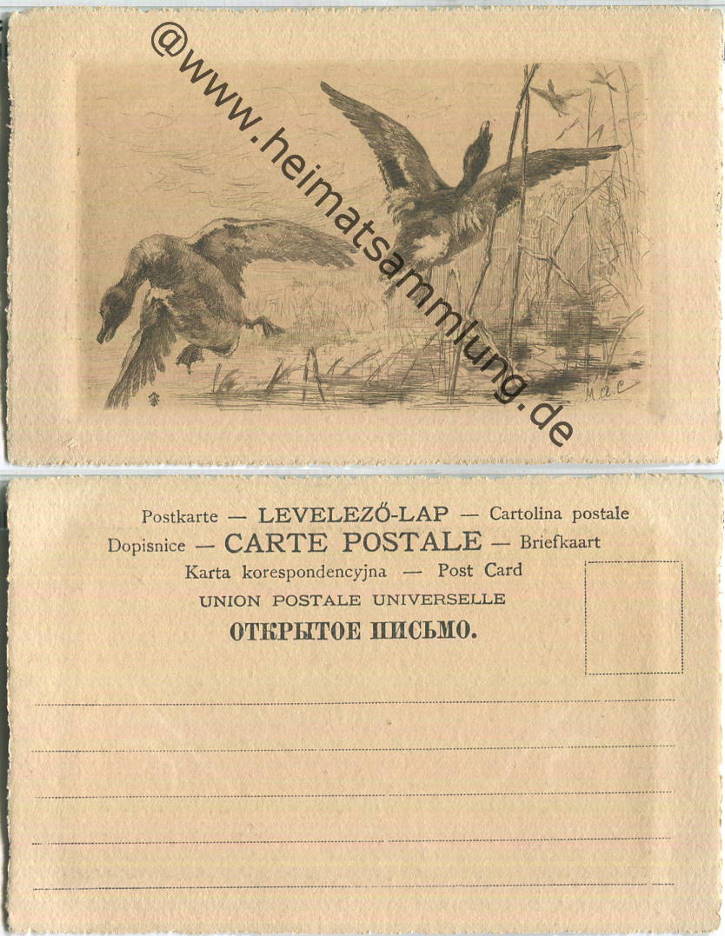 @www.heimatsammlung.de
Mac
Postkarte — LEVELEZŐ-LAP — Cartolina postale
Dopisnice — CARTE POSTALE — Briefkaart
Karta korespondencyjna — Post Card
UNION POSTALE UNIVERSELLE
ОТКРЫТОЕ ПИСЬМО.